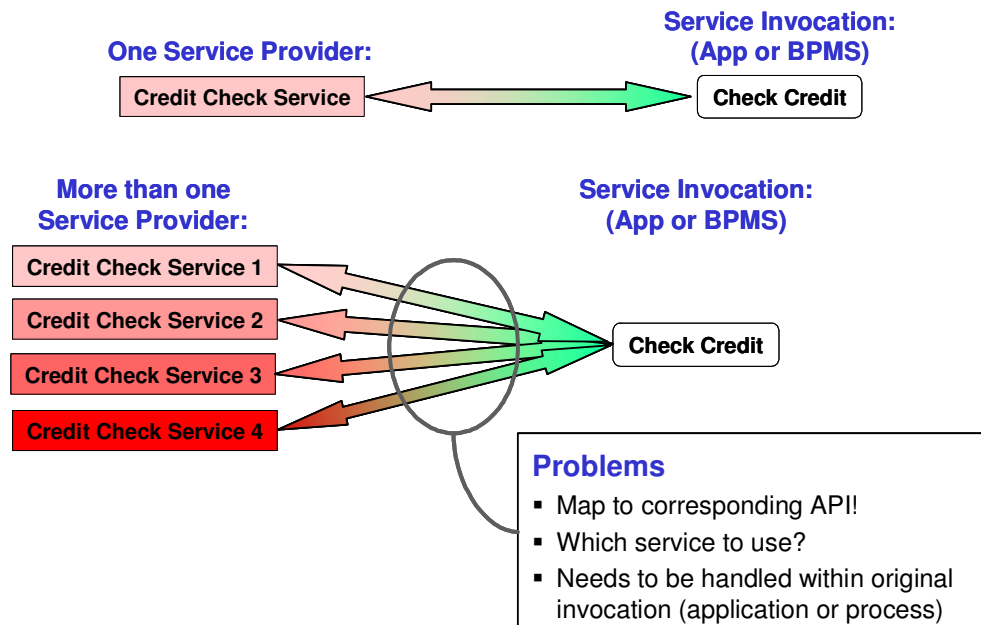 One Service Provider:
Service Invocation:
(App or BPMS)
Credit Check Service
Check Credit
More than one
Service Provider:
Service Invocation:
(App or BPMS)
Credit Check Service 1
Credit Check Service 2
Credit Check Service 3
Credit Check Service 4
Check Credit
Problems
▪ Map to corresponding API!
▪ Which service to use?
▪ Needs to be handled within original
invocation (application or process)